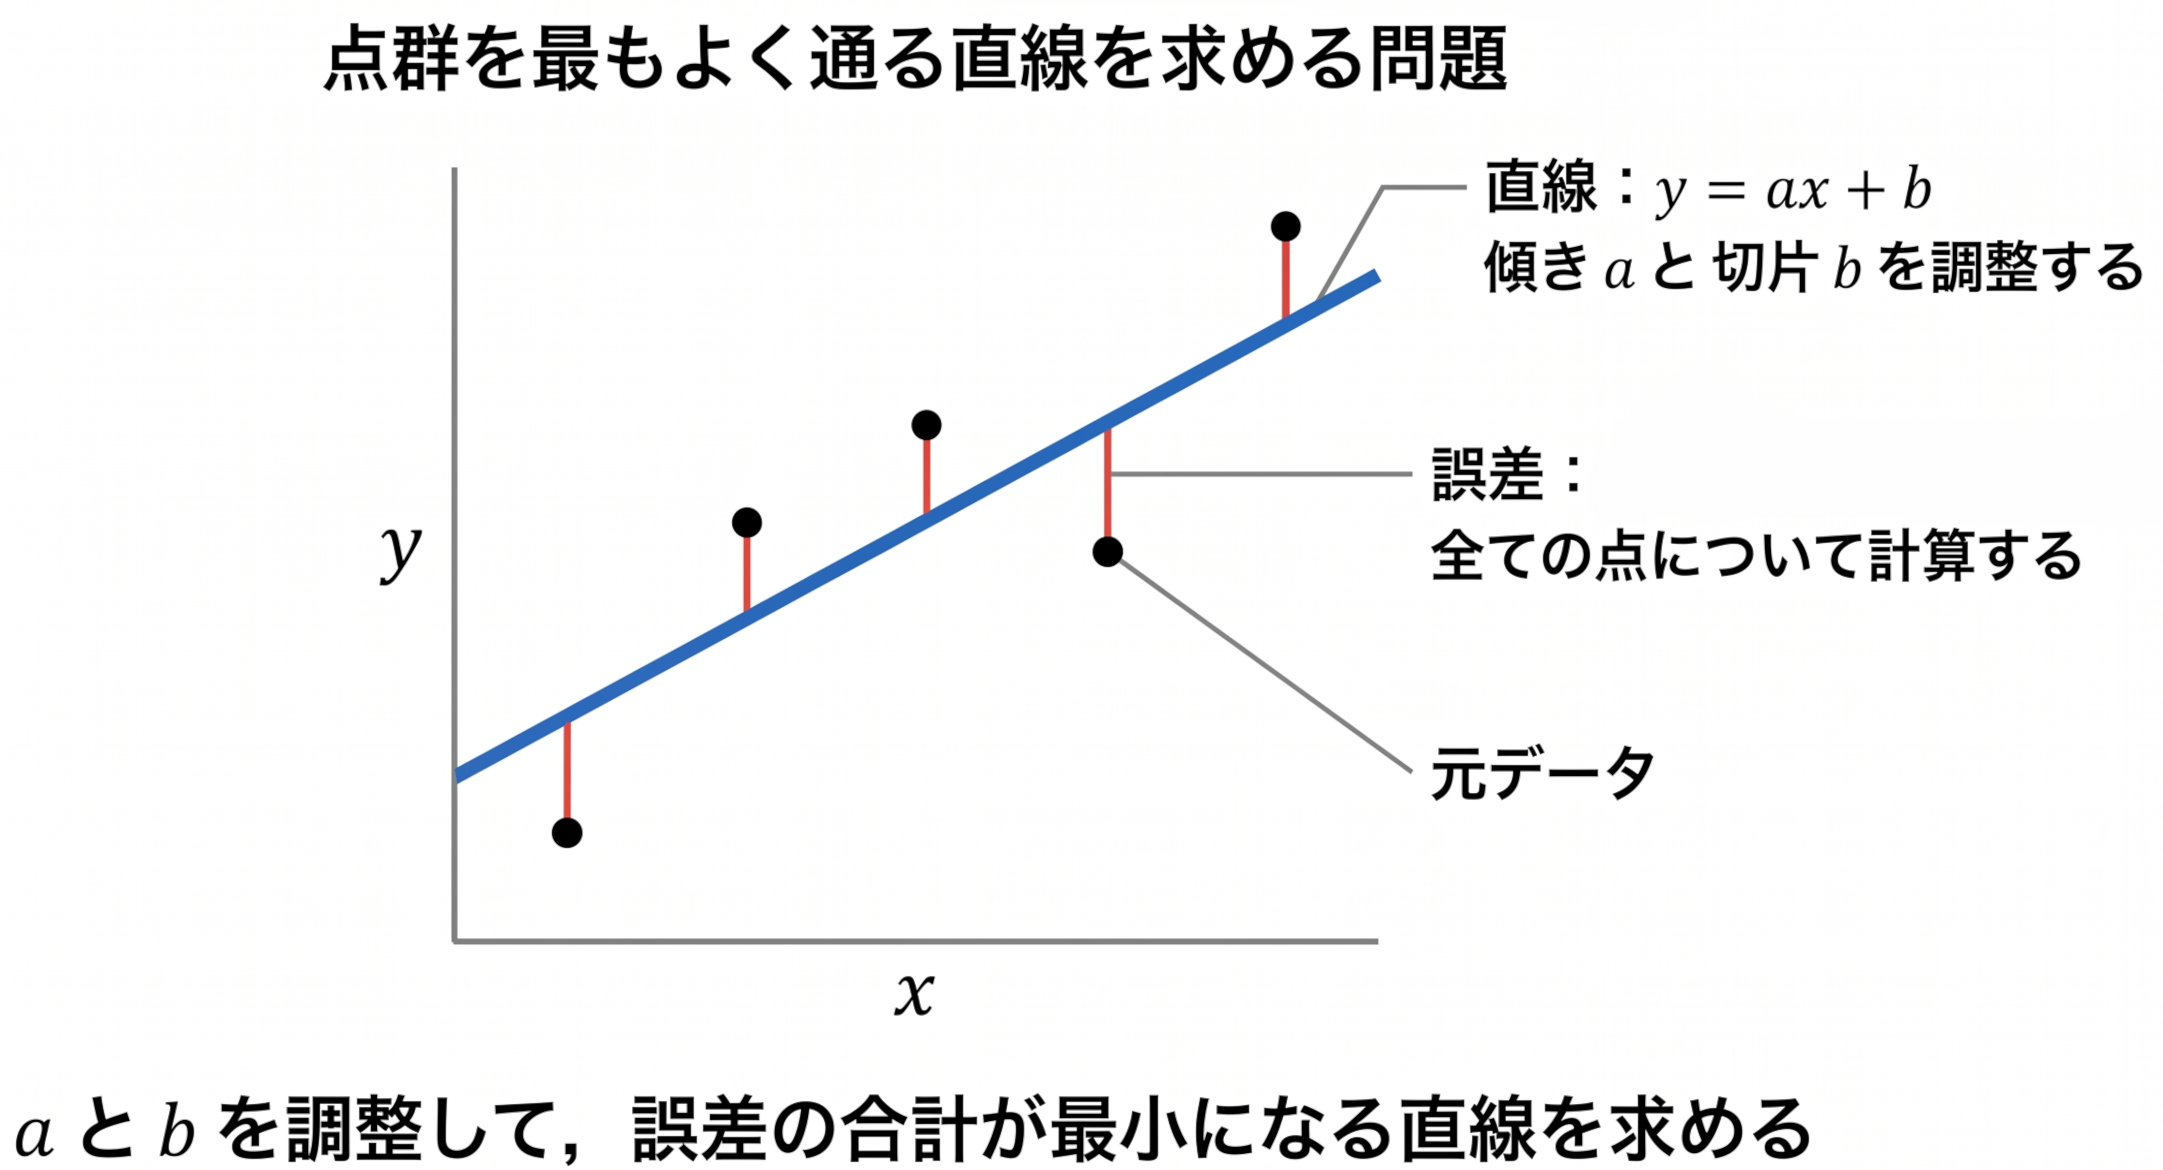 点群を最もよく通る直線を求める問題
直線：y = ax + b
傾き a と 切片 b を調整する
誤差：
全ての点について計算する
y
元データ
x
a と b を調整して，誤差の合計が最小になる直線を求める